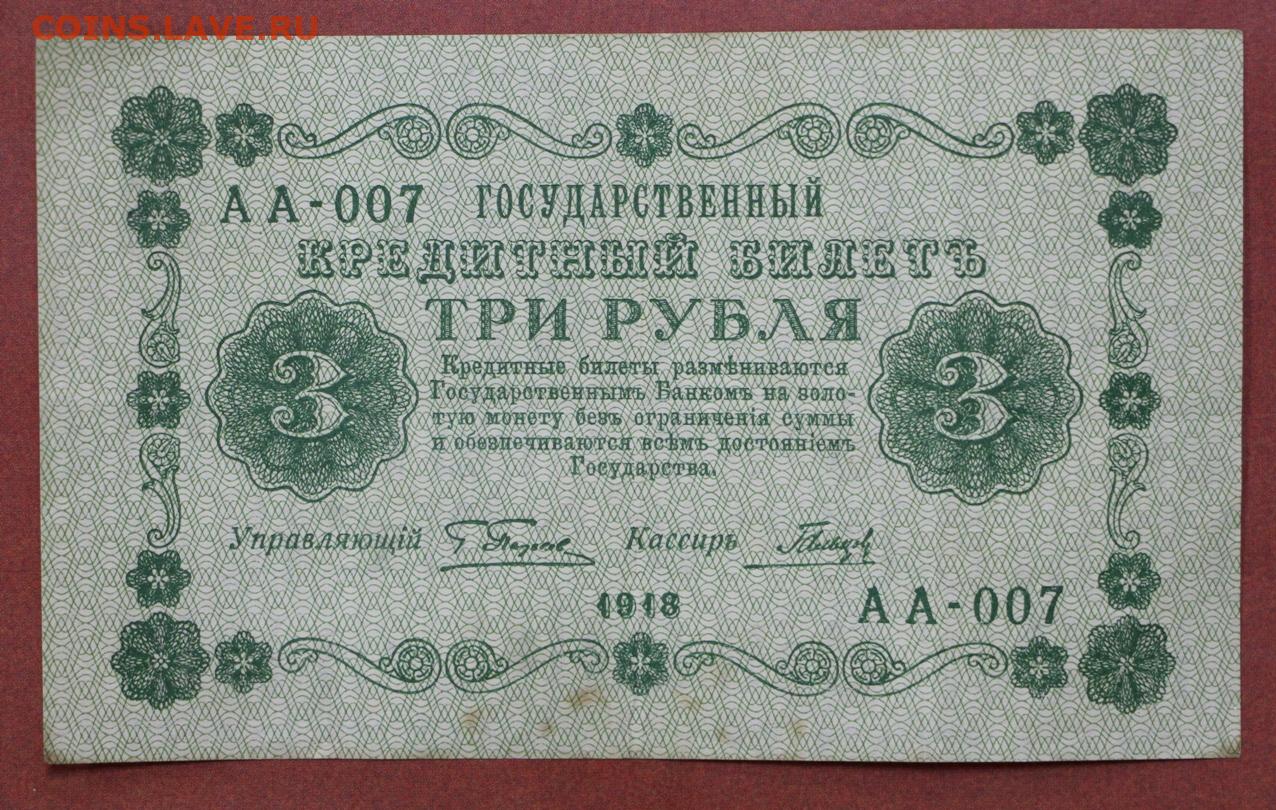 COINS.LAVE.RU
АА-007 ГОСУДАРСТВЕННЫЙ
КРЕДИТНЫЙ БИЛЕТЪ
ТРИ РУБЛЯ
3 3
Кредитные билеты размѣниваются
Государственнымъ Банкомъ на золо-
тую монету безъ ограниченія суммы
и обезпечиваются всѣмъ достояніемъ
Государства.
Управляющій Кассиръ
1918
АА-007